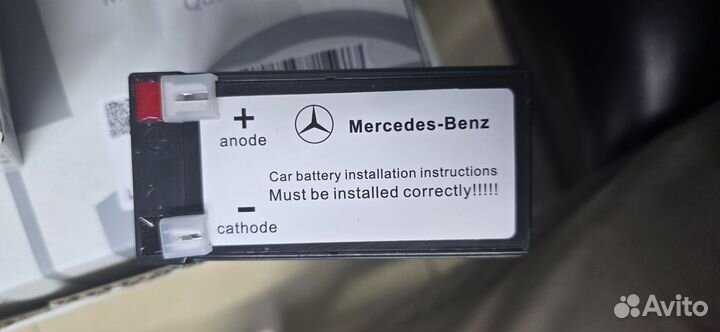 +
anode
Mercedes-Benz
Car battery installation instructions
Must be installed correctly!!!!!
−
cathode
Avito